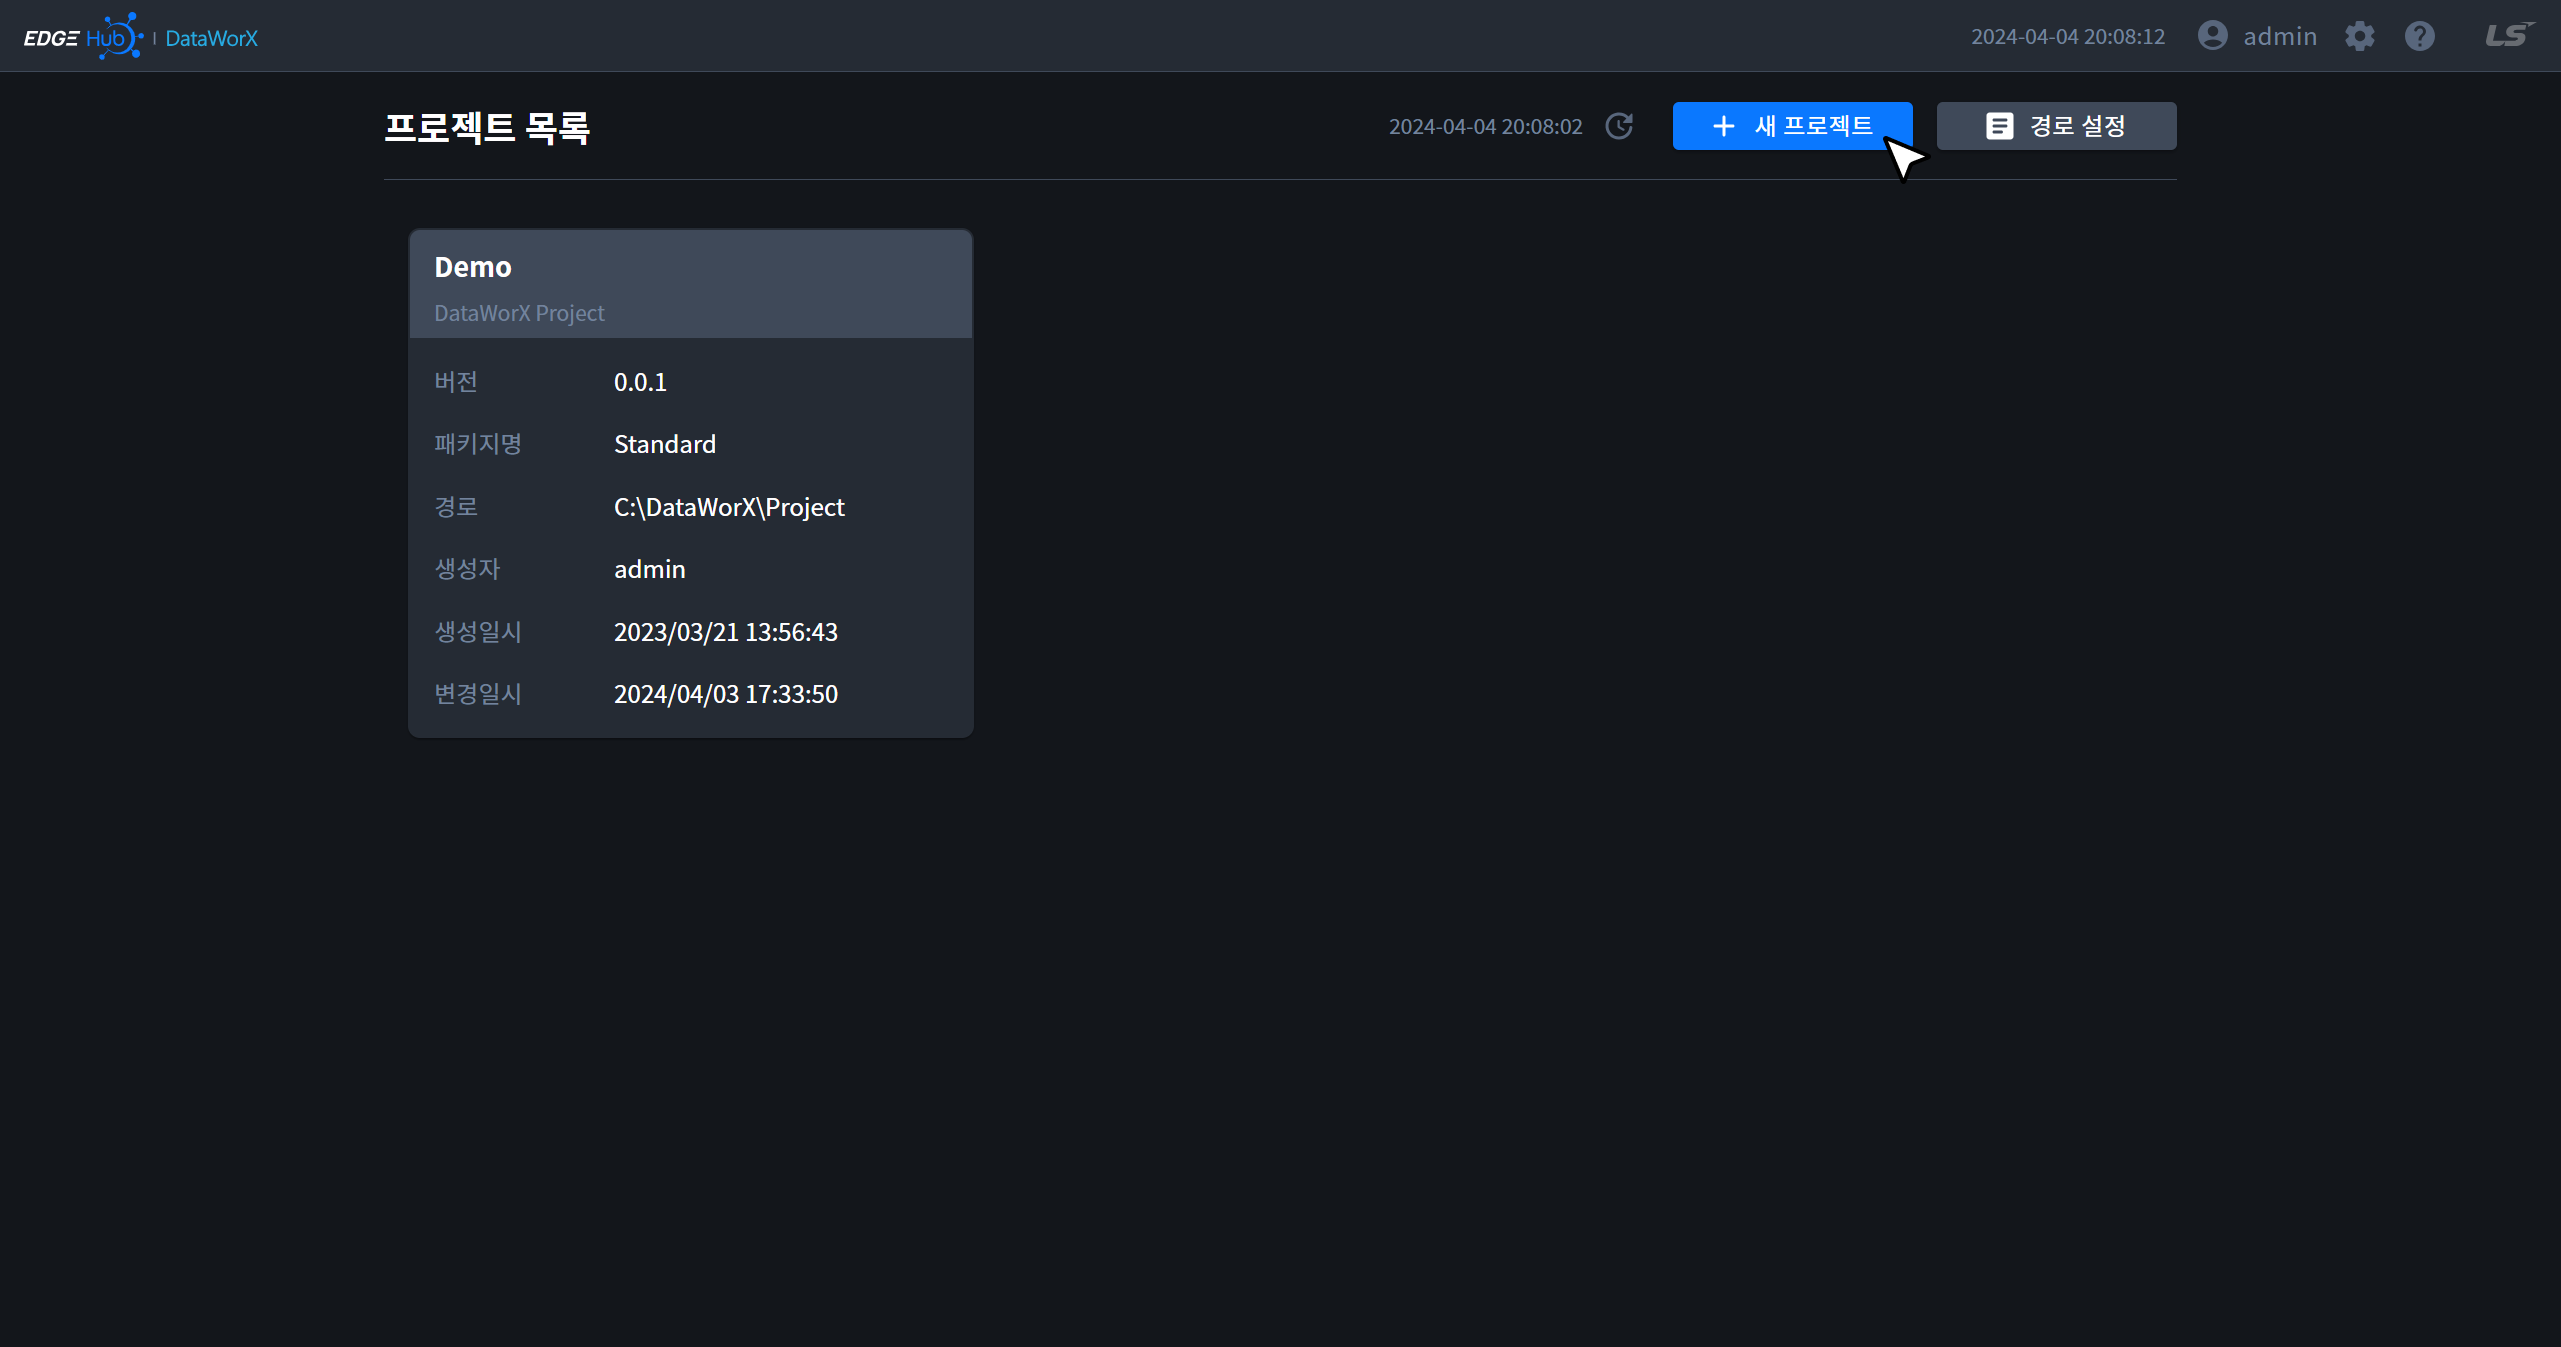 EDGE Hub | DataWorX
2024-04-04 20:08:12 admin LS
프로젝트 목록
2024-04-04 20:08:02 새 프로젝트 경로 설정
Demo
DataWorX Project
버전 0.0.1
패키지명 Standard
경로 C:\DataWorX\Project
생성자 admin
생성일시 2023/03/21 13:56:43
변경일시 2024/04/03 17:33:50